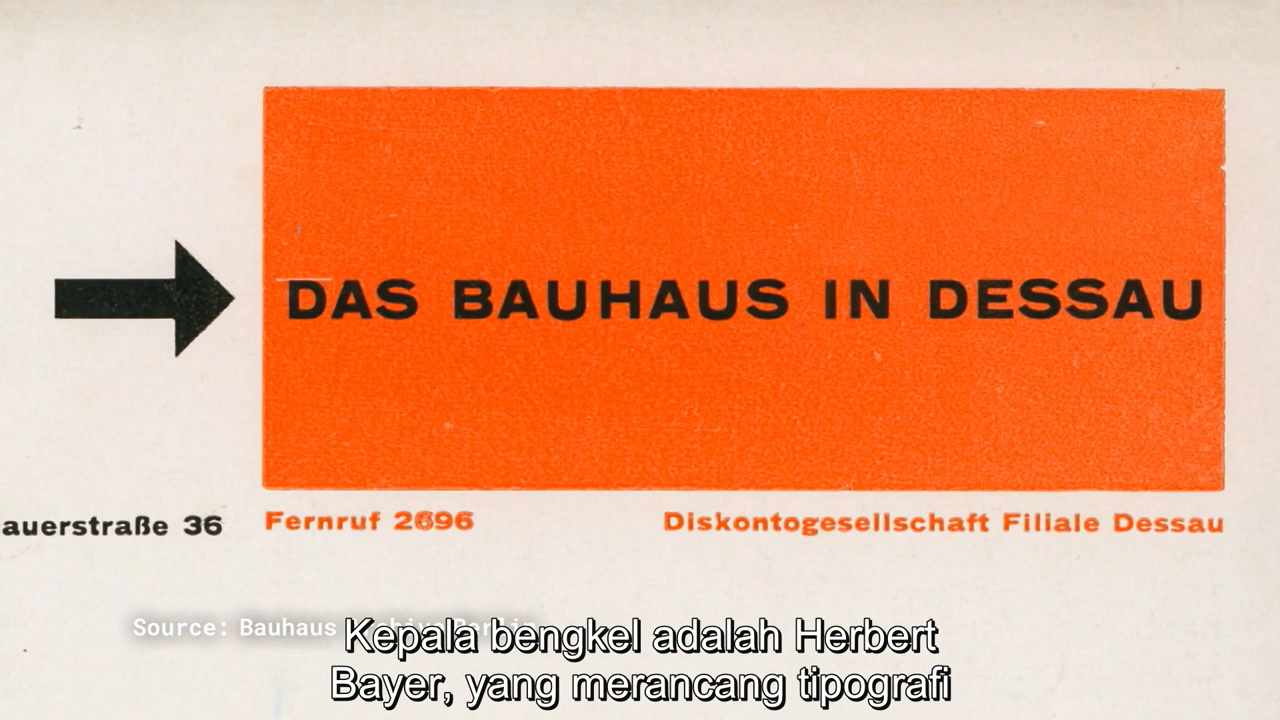 DAS BAUHAUS IN DESSAU
auerstraße 36
Fernruf 2696
Diskontogesellschaft Filiale Dessau
Source: Bauhaus
Kepala bengkel adalah Herbert
Bayer, yang merancang tipografi